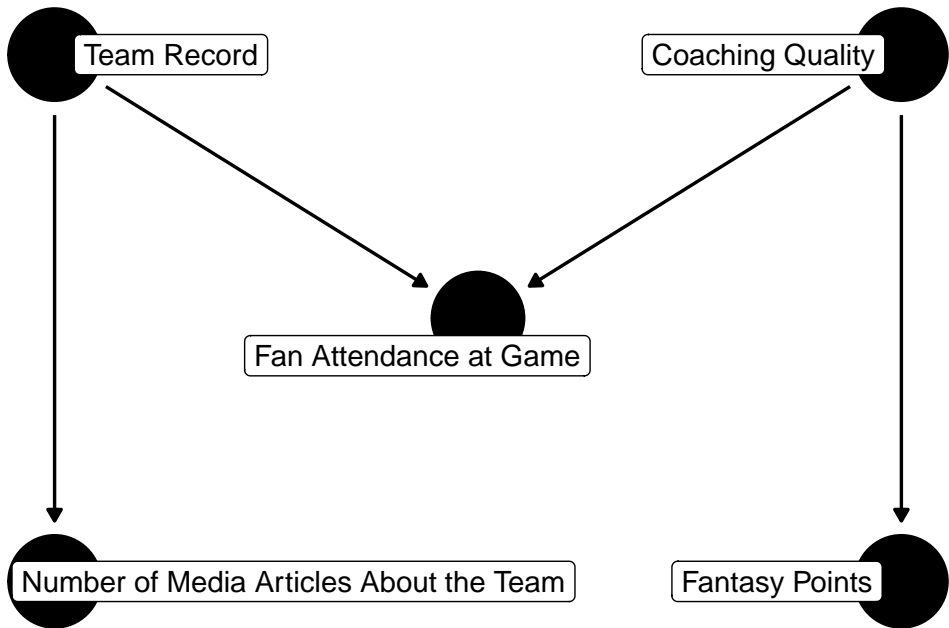 Team Record
Coaching Quality
Fan Attendance at Game
Number of Media Articles About the Team
Fantasy Points